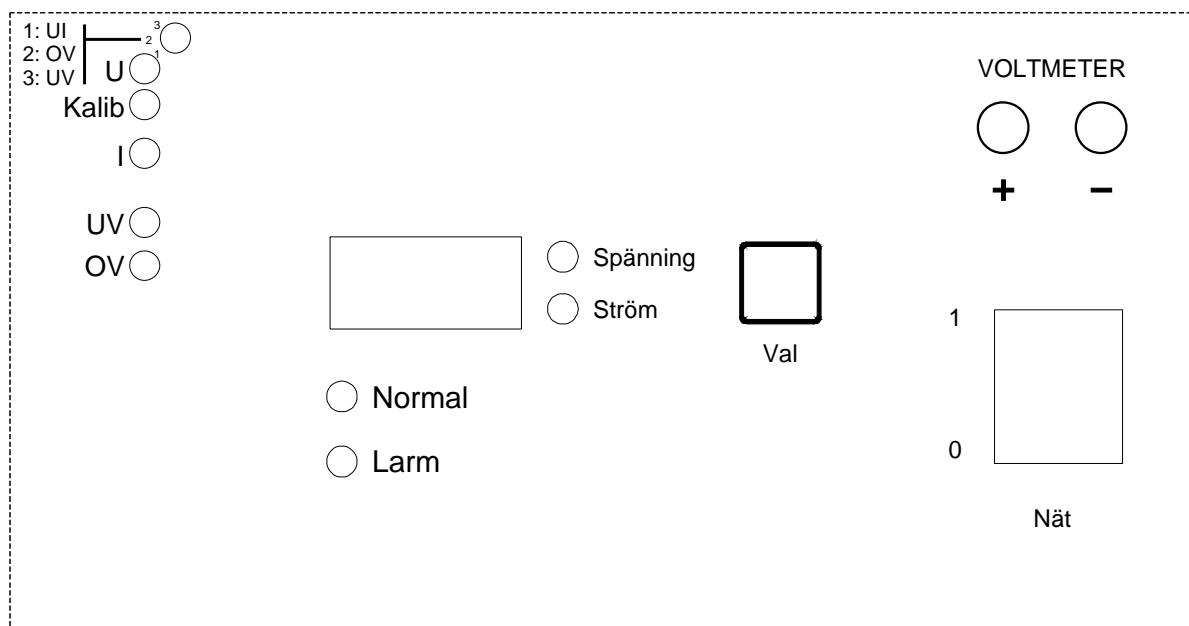 1: UI
2: OV
3: UV
3
2
1
U
Kalib
I
UV
OV
VOLTMETER
+ −
Spänning
Ström
Val
Normal
Larm
1
0
Nät